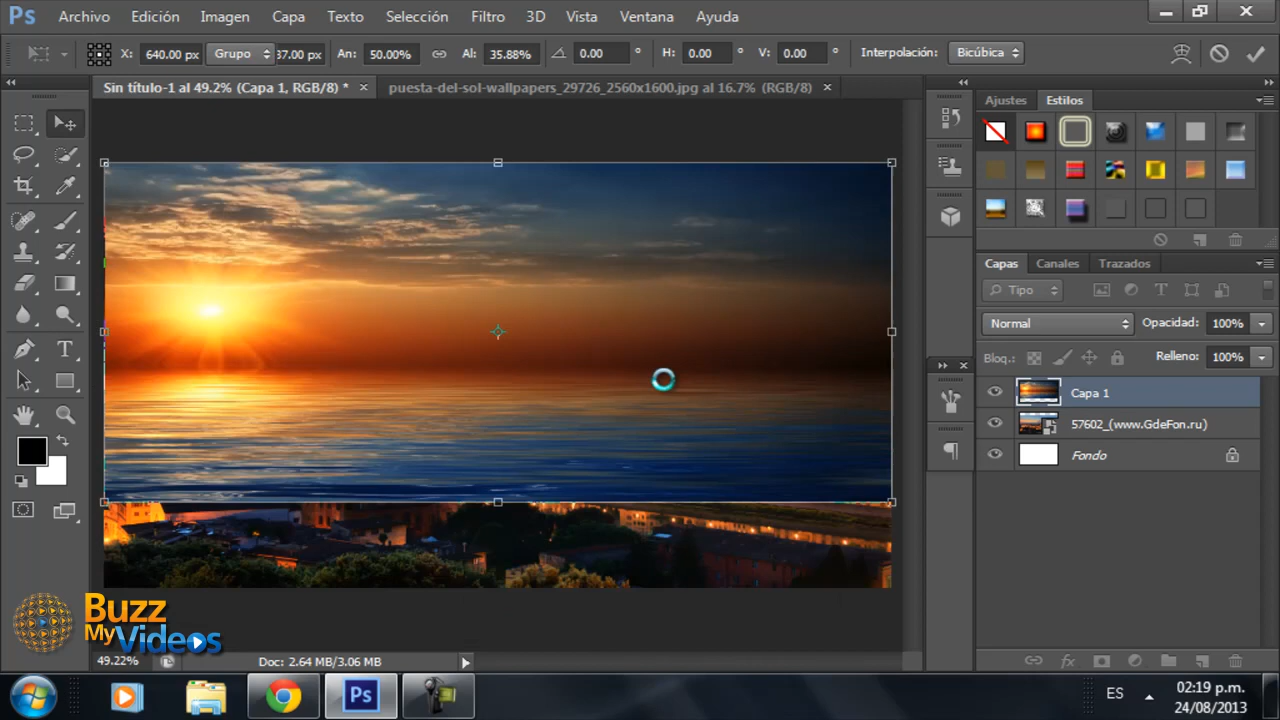 Ps Archivo Edición Imagen Capa Texto Selección Filtro 3D Vista Ventana Ayuda
X: 640.00 px Grupo 37.00 px An: 50.00% Al: 35.88% 0.00 ° H: 0.00 ° V: 0.00 ° Interpolación: Bicúbica
Sin título-1 al 49.2% (Capa 1, RGB/8) * × puesta-del-sol-wallpapers_29726_2560x1600.jpg al 16.7% (RGB/8) ×
Ajustes Estilos
Capas Canales Trazados
Tipo
Normal Opacidad: 100%
Bloq.: Relleno: 100%
Capa 1
57602_(www.GdeFon.ru)
Fondo
Buzz
My Videos
49.22% Doc: 2.64 MB/3.06 MB
Ps ES 02:19 p.m.
24/08/2013